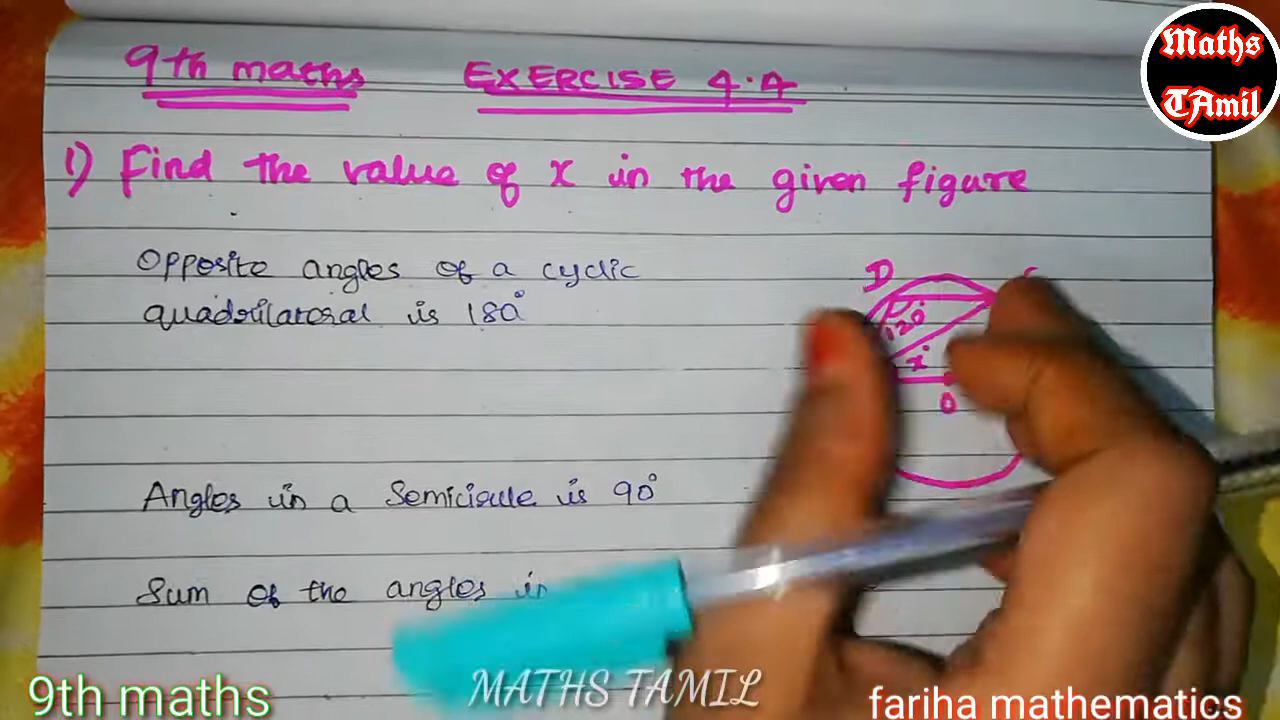 Maths
TAmil
9th maths EXERCISE 4.4
1) Find the value of x in the given figure
Opposite angles of a cyclic
quadrilateral is 180°
D
120°
x°
O
Angles in a Semicircle is 90°
Sum of the angles in
MATHS TAMIL
9th maths
fariha mathematics